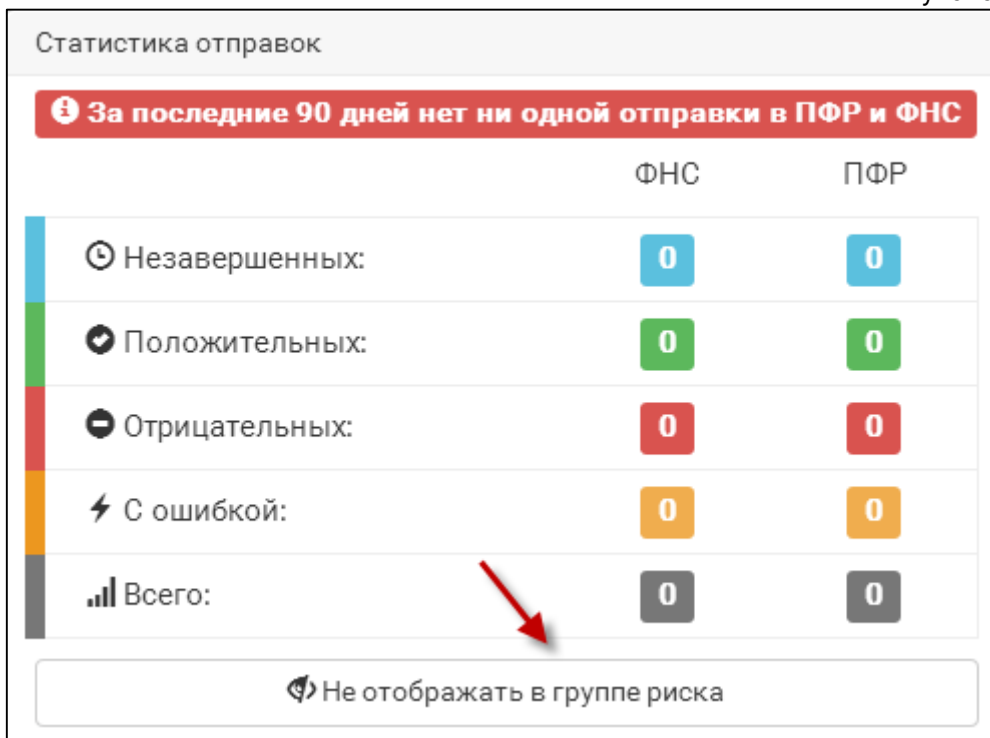 Статистика отправок
За последние 90 дней нет ни одной отправки в ПФР и ФНС
ФНС ПФР
Незавершенных: 0 0
Положительных: 0 0
Отрицательных: 0 0
С ошибкой: 0 0
Всего: 0 0
Не отображать в группе риска